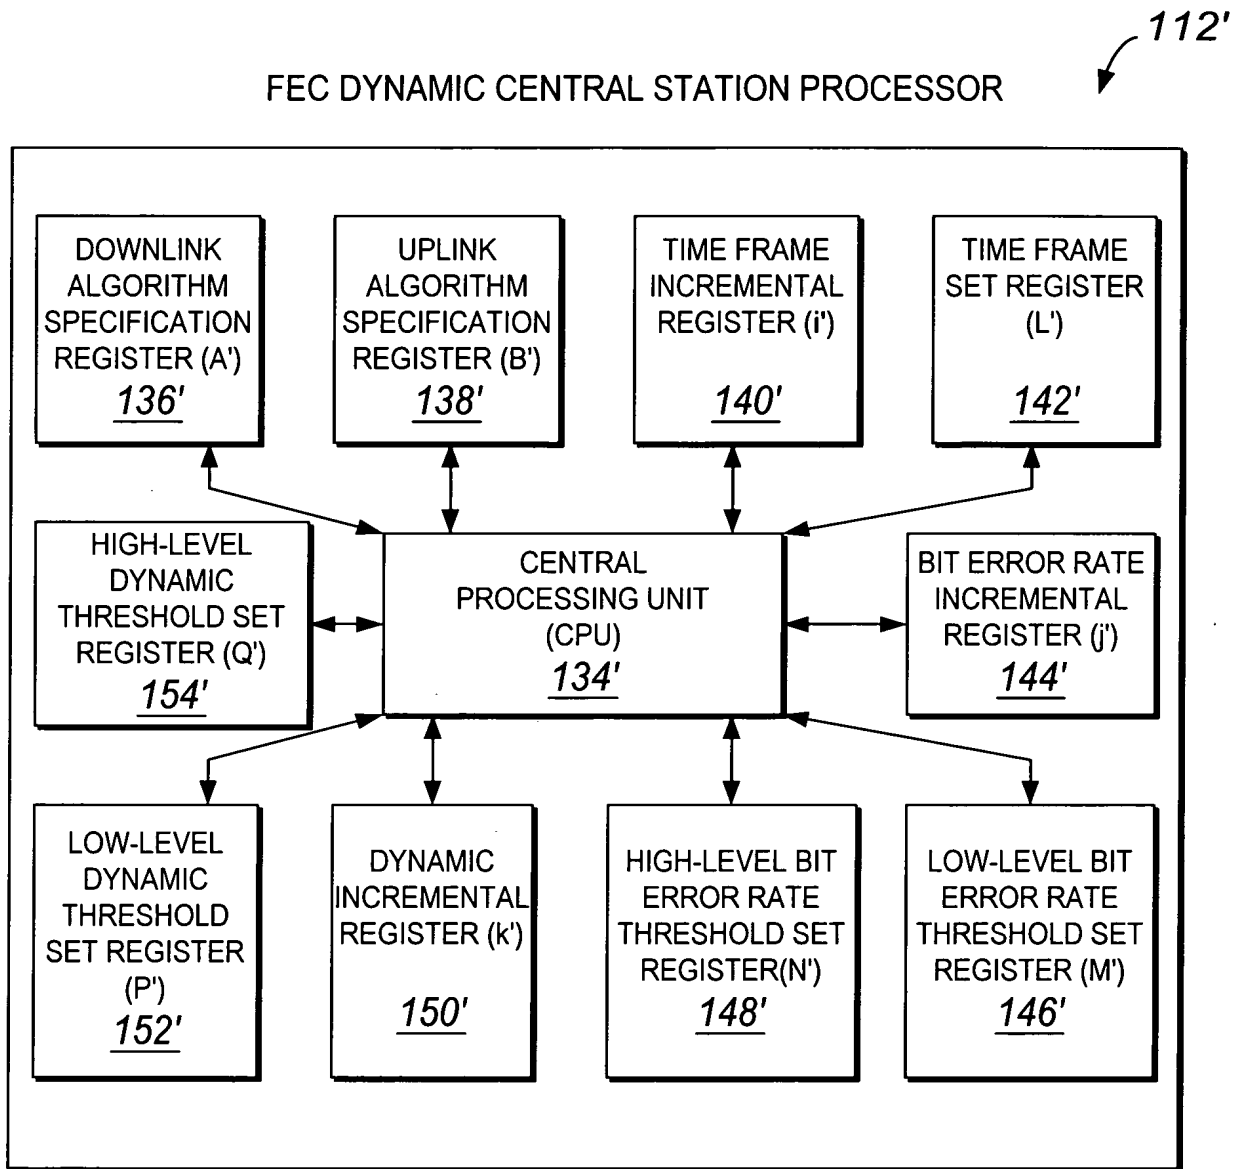 112'
FEC DYNAMIC CENTRAL STATION PROCESSOR
DOWNLINK
ALGORITHM
SPECIFICATION
REGISTER (A')
136'
UPLINK
ALGORITHM
SPECIFICATION
REGISTER (B')
138'
TIME FRAME
INCREMENTAL
REGISTER (i')
140'
TIME FRAME
SET REGISTER
(L')
142'
HIGH-LEVEL
DYNAMIC
THRESHOLD SET
REGISTER (Q')
154'
CENTRAL
PROCESSING UNIT
(CPU)
134'
BIT ERROR RATE
INCREMENTAL
REGISTER (j')
144'
LOW-LEVEL
DYNAMIC
THRESHOLD
SET REGISTER
(P')
152'
DYNAMIC
INCREMENTAL
REGISTER (k')
150'
HIGH-LEVEL BIT
ERROR RATE
THRESHOLD SET
REGISTER(N')
148'
LOW-LEVEL BIT
ERROR RATE
THRESHOLD SET
REGISTER (M')
146'